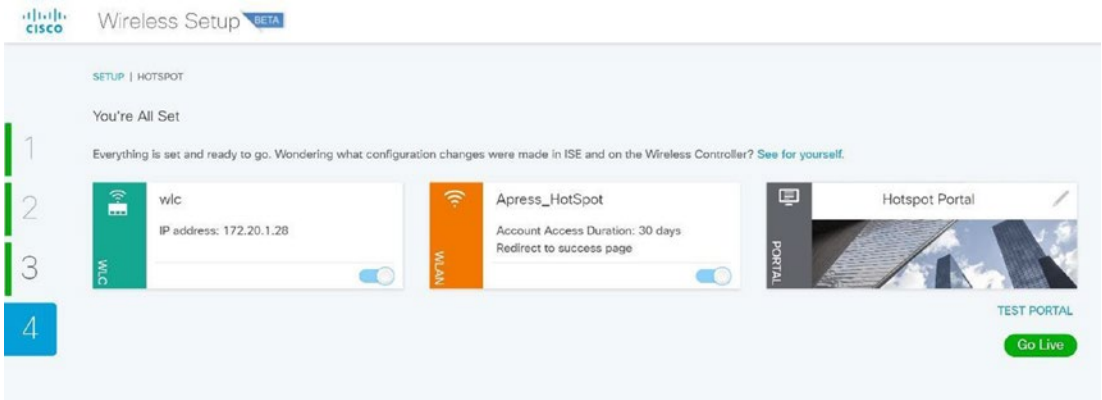 CISCO
Wireless Setup BETA
SETUP | HOTSPOT
You're All Set
Everything is set and ready to go. Wondering what configuration changes were made in ISE and on the Wireless Controller? See for yourself.
1
2
3
4
wlc
IP address: 172.20.1.28
WLC
Apress_HotSpot
Account Access Duration: 30 days
Redirect to success page
WLAN
Hotspot Portal
PORTAL
TEST PORTAL
Go Live